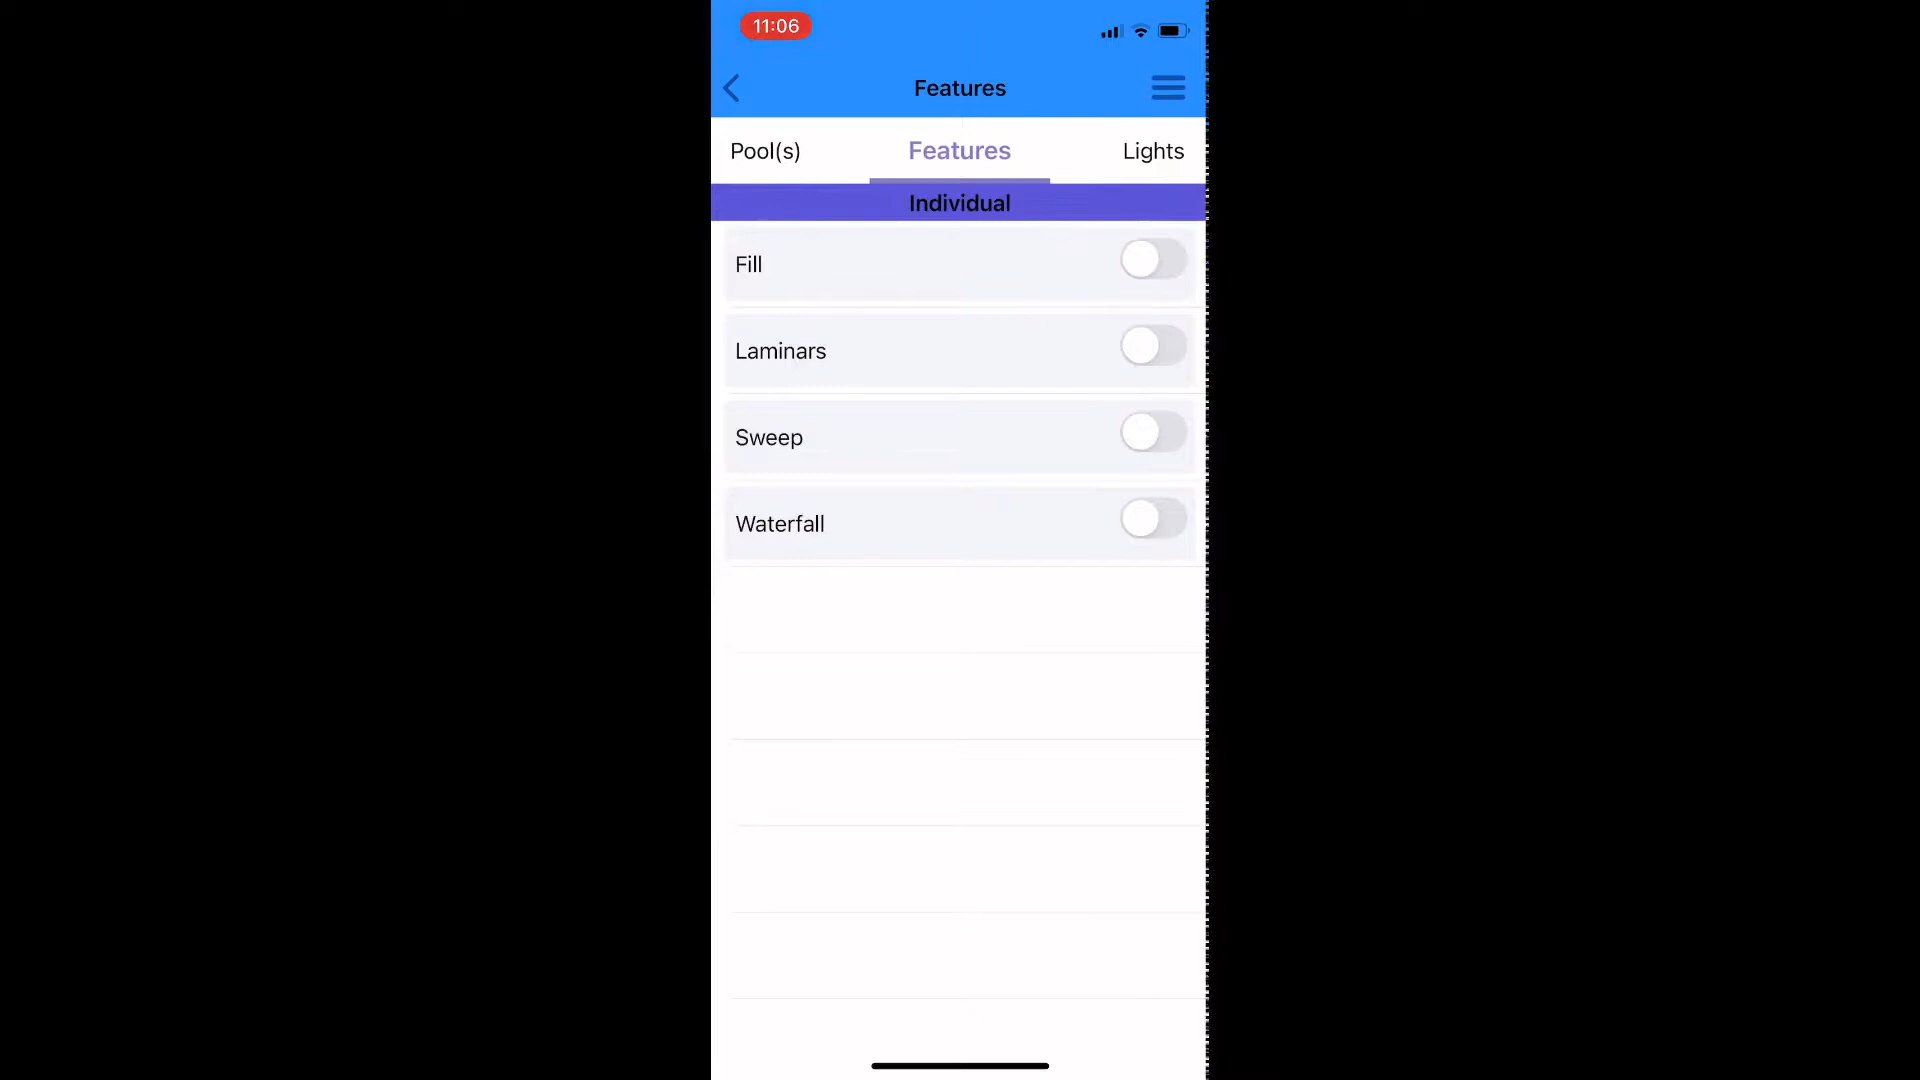 11:06
Features
Pool(s) Features Lights
Individual
Fill
Laminars
Sweep
Waterfall